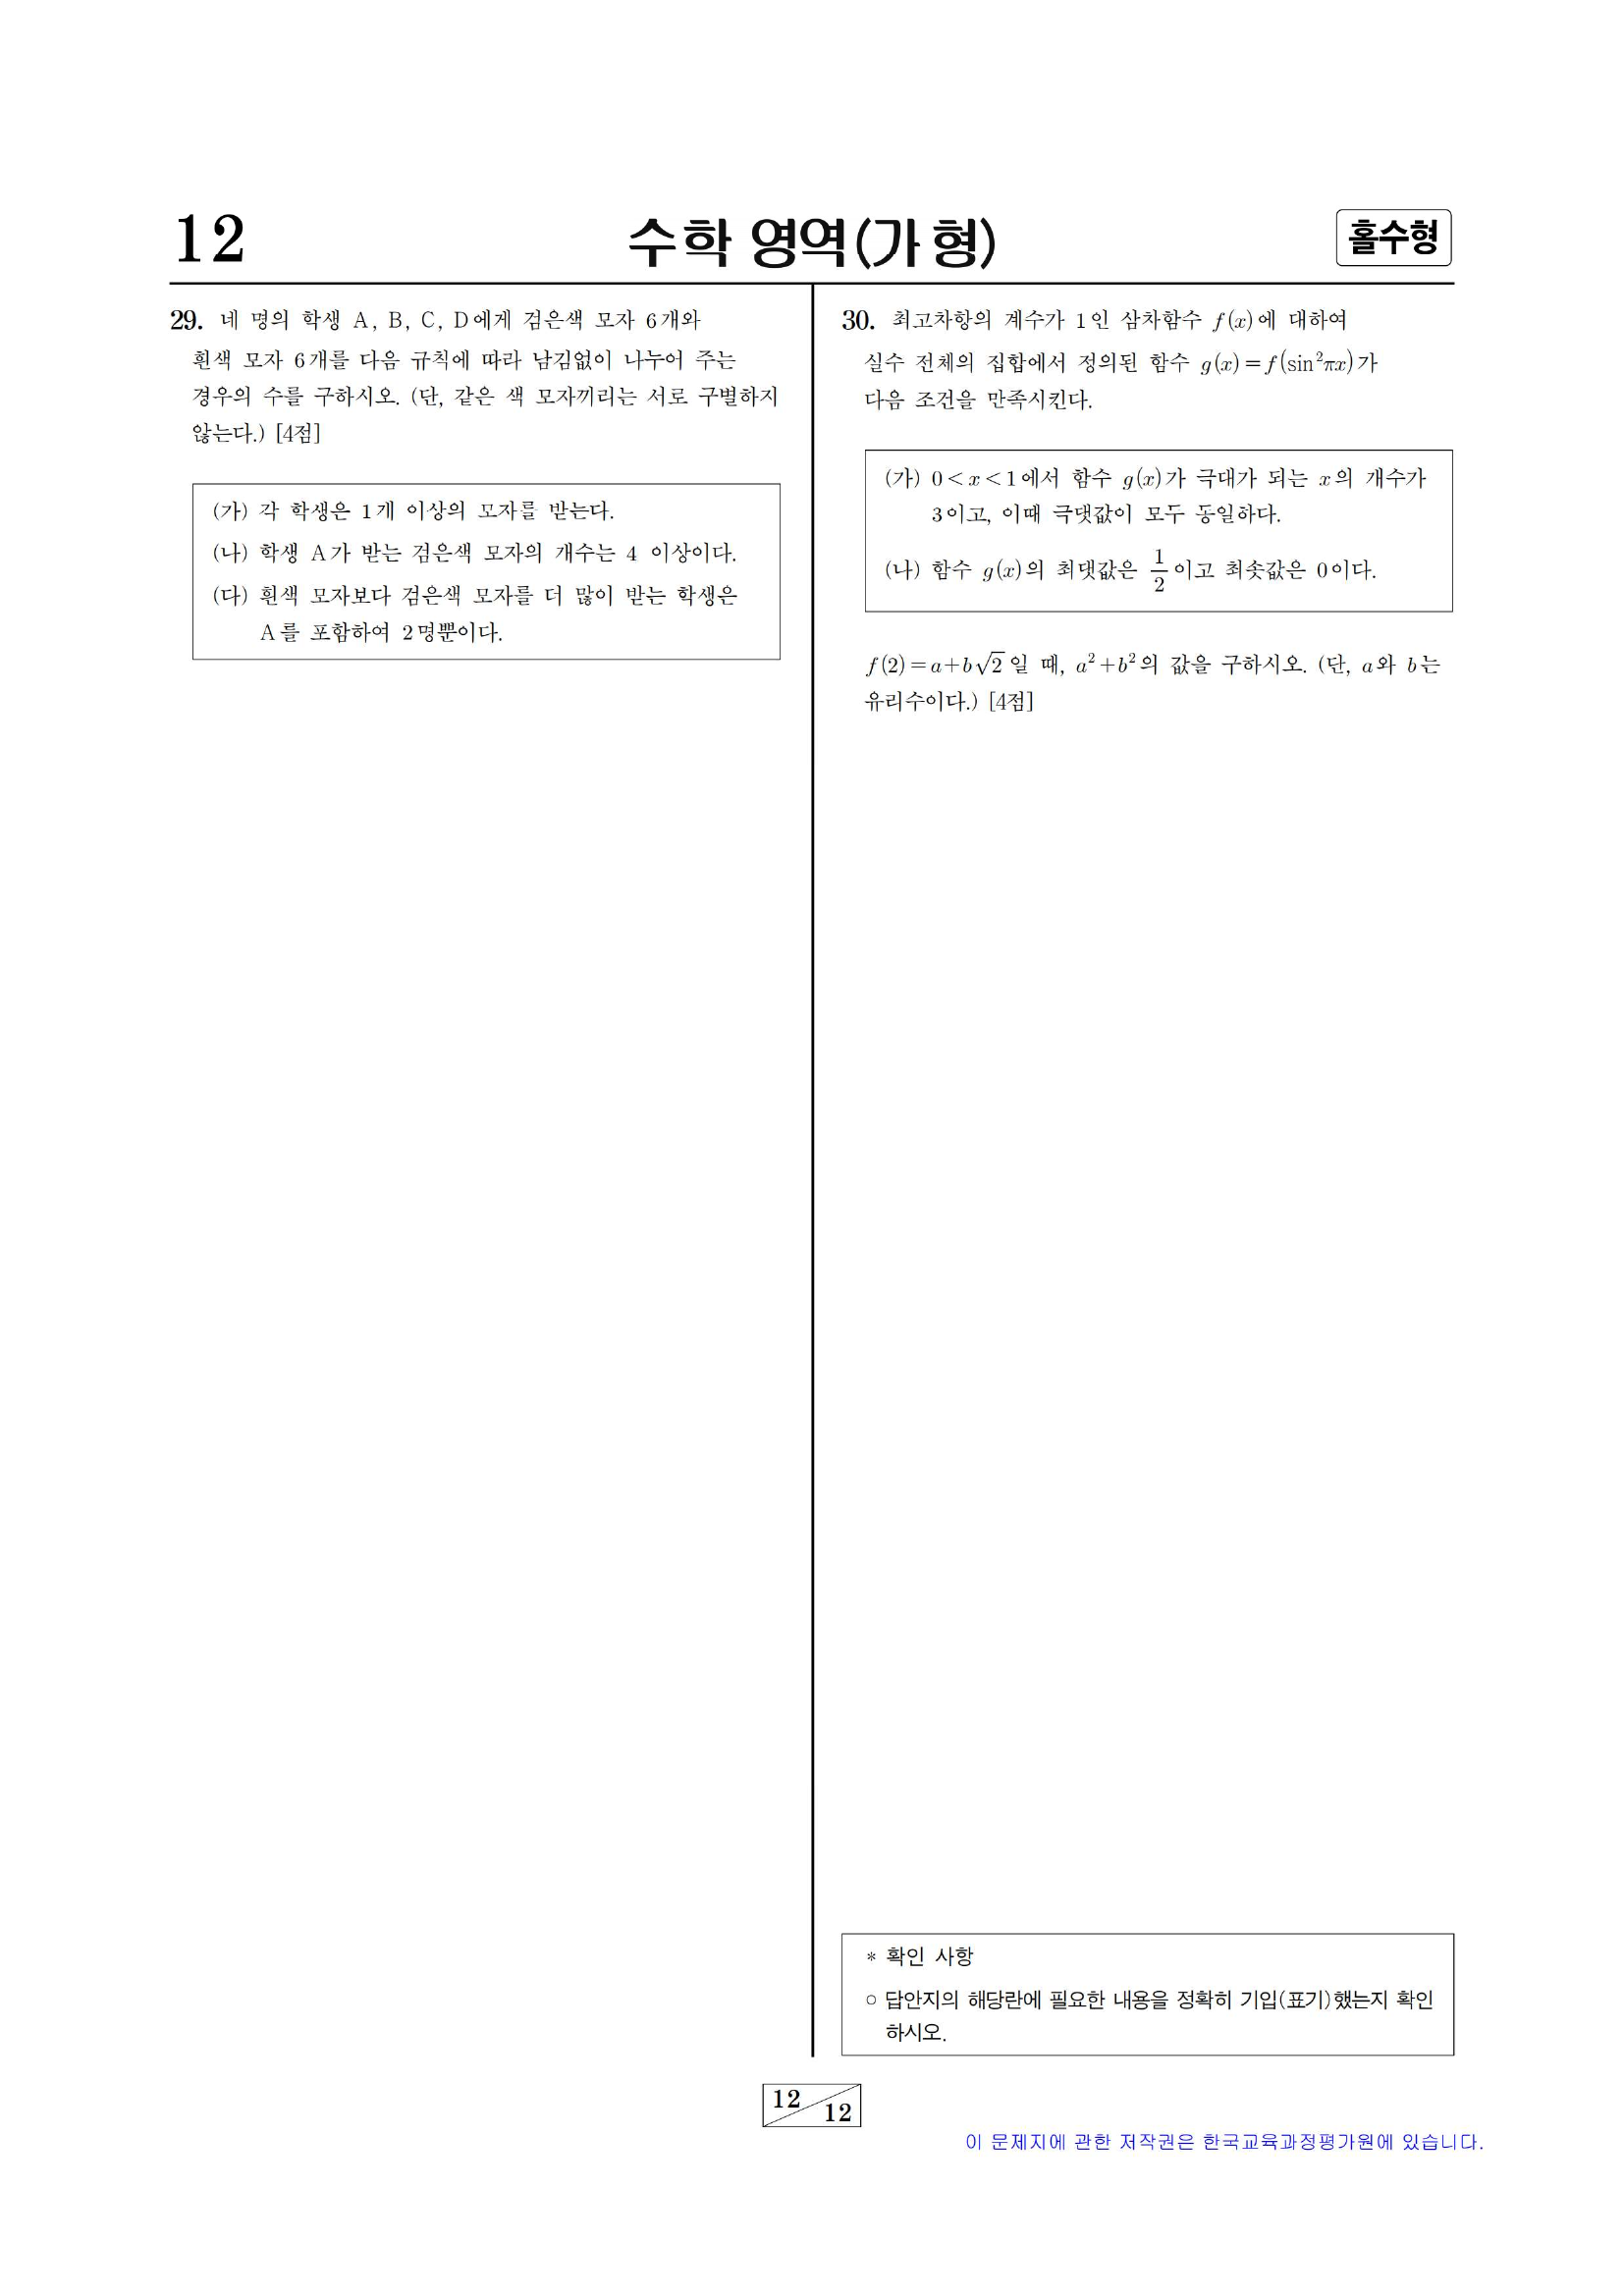 12
수학 영역(가 형)
홀수형
29. 네 명의 학생 A, B, C, D에게 검은색 모자 6개와
흰색 모자 6개를 다음 규칙에 따라 남김없이 나누어 주는
경우의 수를 구하시오. (단, 같은 색 모자끼리는 서로 구별하지
않는다.) [4점]
(가) 각 학생은 1개 이상의 모자를 받는다.
(나) 학생 A가 받는 검은색 모자의 개수는 4 이상이다.
(다) 흰색 모자보다 검은색 모자를 더 많이 받는 학생은
A를 포함하여 2명뿐이다.
30. 최고차항의 계수가 1인 삼차함수 f(x)에 대하여
실수 전체의 집합에서 정의된 함수 g(x)=f(sin²πx)가
다음 조건을 만족시킨다.
(가) 0<x<1에서 함수 g(x)가 극대가 되는 x의 개수가
3이고, 이때 극댓값이 모두 동일하다.
(나) 함수 g(x)의 최댓값은 1/2이고 최솟값은 0이다.
f(2)=a+b√2일 때, a²+b²의 값을 구하시오. (단, a와 b는
유리수이다.) [4점]
* 확인 사항
○ 답안지의 해당란에 필요한 내용을 정확히 기입(표기)했는지 확인
하시오.
12
12
이 문제지에 관한 저작권은 한국교육과정평가원에 있습니다.